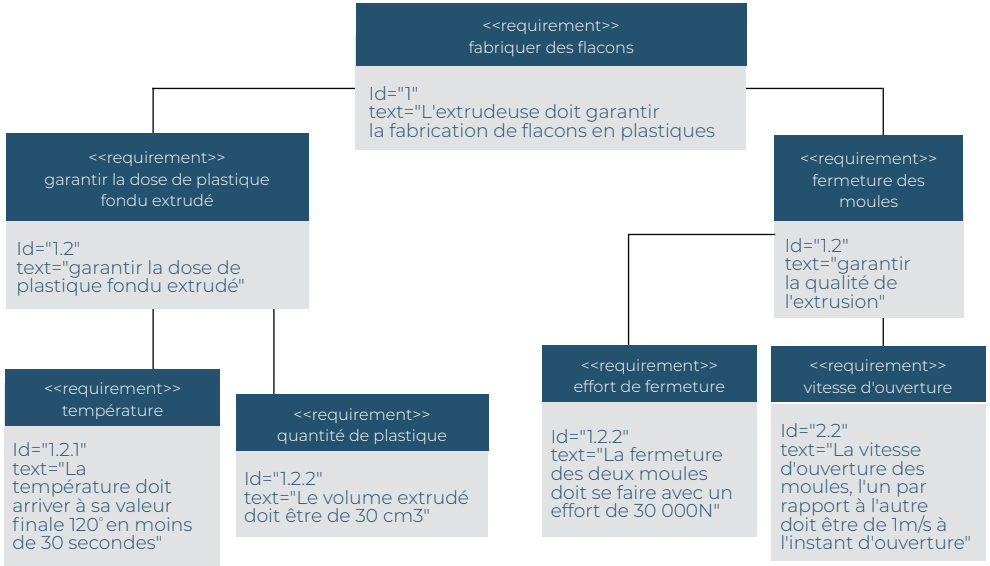 <<requirement>>
fabriquer des flacons
Id="1"
text="L'extrudeuse doit garantir
la fabrication de flacons en plastiques
<<requirement>>
garantir la dose de plastique
fondu extrudé
Id="1.2"
text="garantir la dose de
plastique fondu extrudé"
<<requirement>>
fermeture des
moules
Id="1.2"
text="garantir
la qualité de
l'extrusion"
<<requirement>>
température
Id="1.2.1"
text="La
température doit
arriver à sa valeur
finale 120° en moins
de 30 secondes"
<<requirement>>
quantité de plastique
Id="1.2.2"
text="Le volume extrudé
doit être de 30 cm3"
<<requirement>>
effort de fermeture
Id="1.2.2"
text="La fermeture
des deux moules
doit se faire avec un
effort de 30 000N"
<<requirement>>
vitesse d'ouverture
Id="2.2"
text="La vitesse
d'ouverture des
moules, l'un par
rapport à l'autre
doit être de 1m/s à
l'instant d'ouverture"